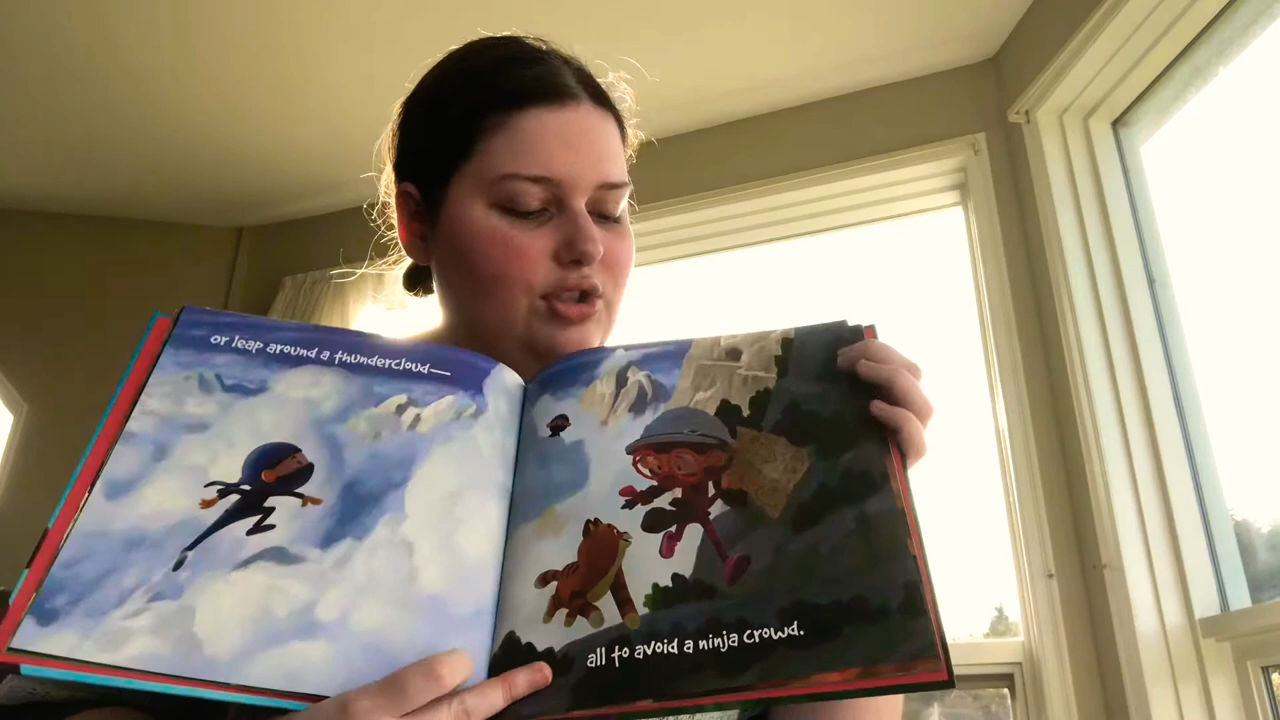 or leap around a thundercloud—
all to avoid a ninja crowd.